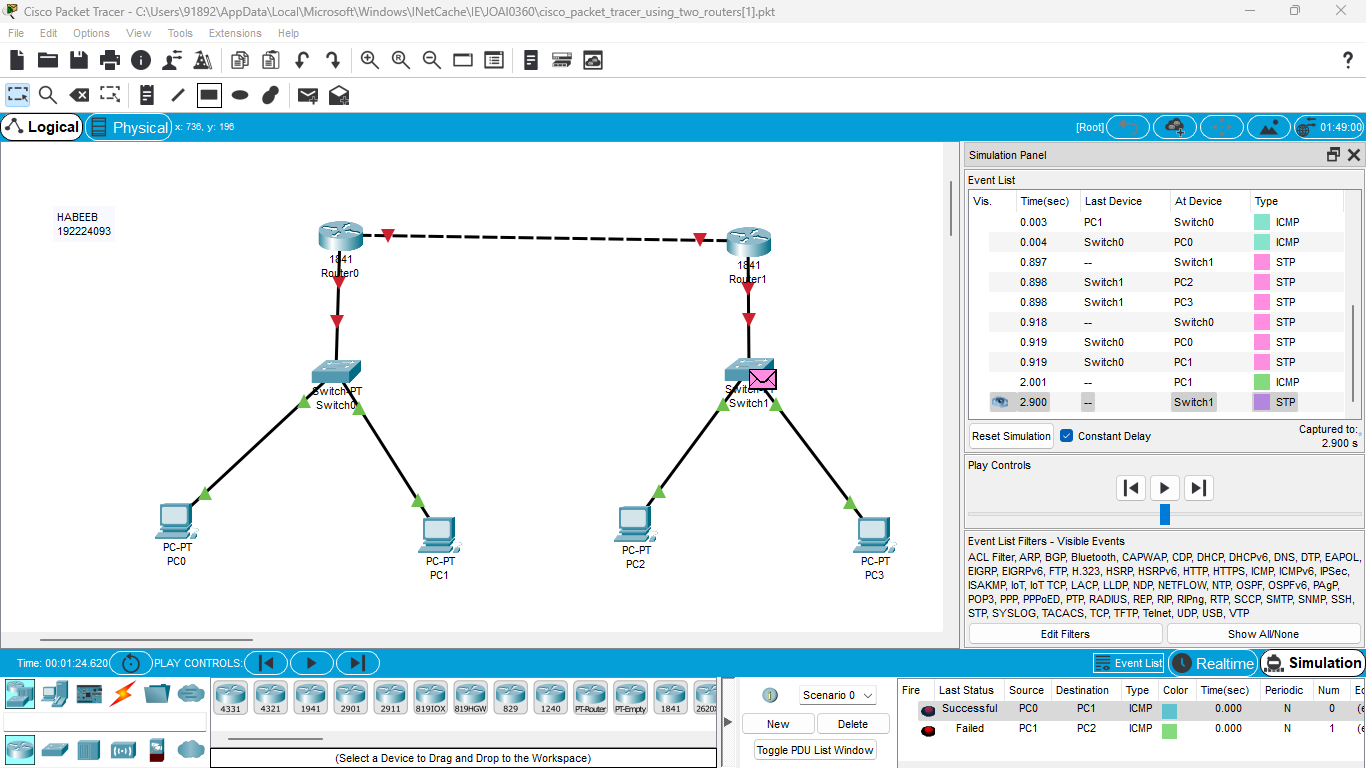 Cisco Packet Tracer - C:\Users\91892\AppData\Local\Microsoft\Windows\INetCache\IE\JOAI0360\cisco_packet_tracer_using_two_routers[1].pkt
File Edit Options View Tools Extensions Help
Logical Physical x: 736, y: 196 [Root] 01:49:00
HABEEB
192224093
1841
Router0
1841
Router1
Switch-PT
Switch0
Switch1
PC-PT
PC0
PC-PT
PC1
PC-PT
PC2
PC-PT
PC3
Simulation Panel
Event List
Vis. Time(sec) Last Device At Device Type
0.003 PC1 Switch0 ICMP
0.004 Switch0 PC0 ICMP
0.897 -- Switch1 STP
0.898 Switch1 PC2 STP
0.898 Switch1 PC3 STP
0.918 -- Switch0 STP
0.919 Switch0 PC0 STP
0.919 Switch0 PC1 STP
2.001 -- PC1 ICMP
2.900 -- Switch1 STP
Reset Simulation Constant Delay Captured to:
2.900 s
Play Controls
Event List Filters - Visible Events
ACL Filter, ARP, BGP, Bluetooth, CAPWAP, CDP, DHCP, DHCPv6, DNS, DTP, EAPOL,
EIGRP, EIGRPv6, FTP, H.323, HSRP, HSRPv6, HTTP, HTTPS, ICMP, ICMPv6, IPSec,
ISAKMP, IoT, IoT TCP, LACP, LLDP, NDP, NETFLOW, NTP, OSPF, OSPFv6, PAgP,
POP3, PPP, PPPoED, PTP, RADIUS, REP, RIP, RIPng, RTP, SCCP, SMTP, SNMP, SSH,
STP, SYSLOG, TACACS, TCP, TFTP, Telnet, UDP, USB, VTP
Edit Filters Show All/None
Time: 00:01:24.620 PLAY CONTROLS: Event List Realtime Simulation
4331 4321 1941 2901 2911 819IOX 819HGW 829 1240 PT-Router PT-Empty 1841 2620X
(Select a Device to Drag and Drop to the Workspace)
Scenario 0
New Delete
Toggle PDU List Window
Fire Last Status Source Destination Type Color Time(sec) Periodic Num
Successful PC0 PC1 ICMP 0.000 N 0
Failed PC1 PC2 ICMP 0.000 N 1